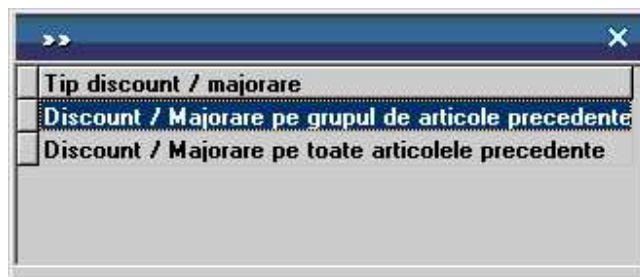 >>
Tip discount / majorare
Discount / Majorare pe grupul de articole precedente
Discount / Majorare pe toate articolele precedente